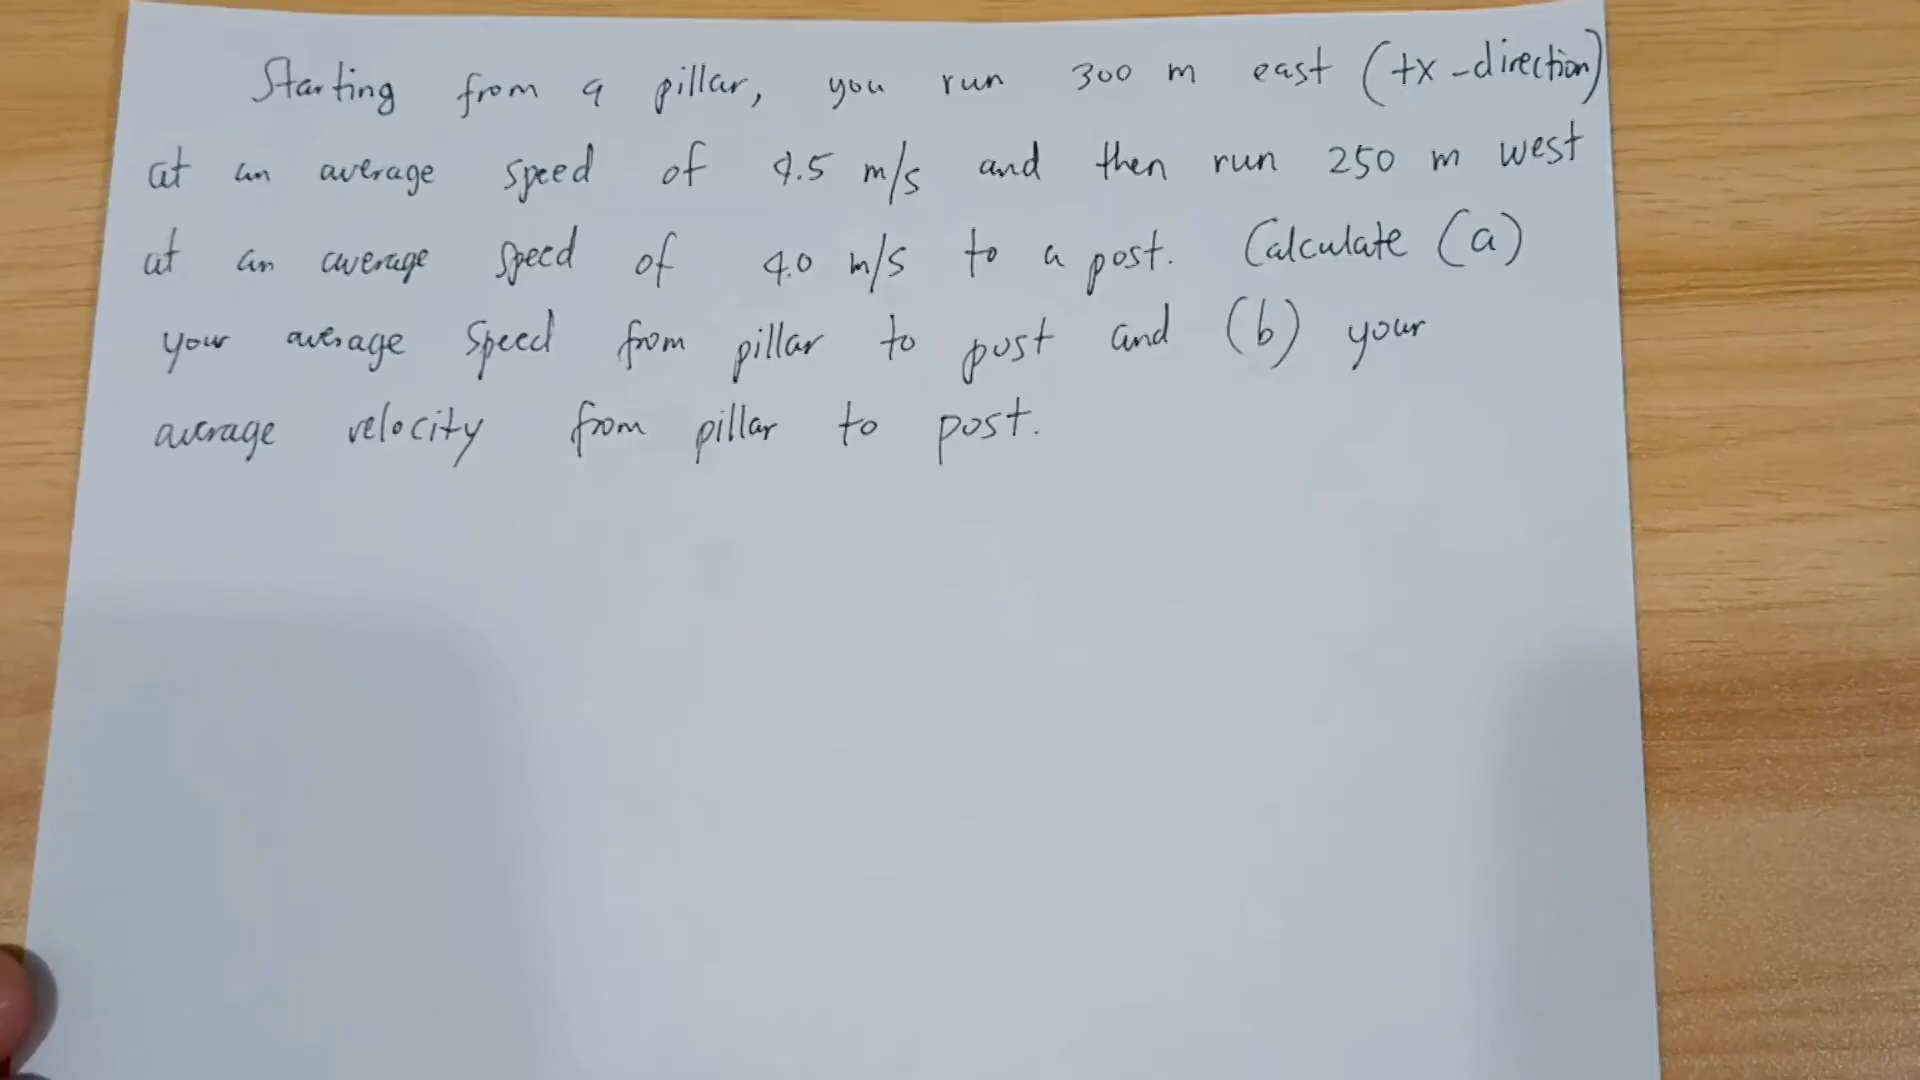 Starting from a pillar, you run 300 m east (+x-direction)
at an average speed of 4.5 m/s and then run 250 m west
at an average speed of 4.0 m/s to a post. Calculate (a)
your average speed from pillar to post and (b) your
average velocity from pillar to post.